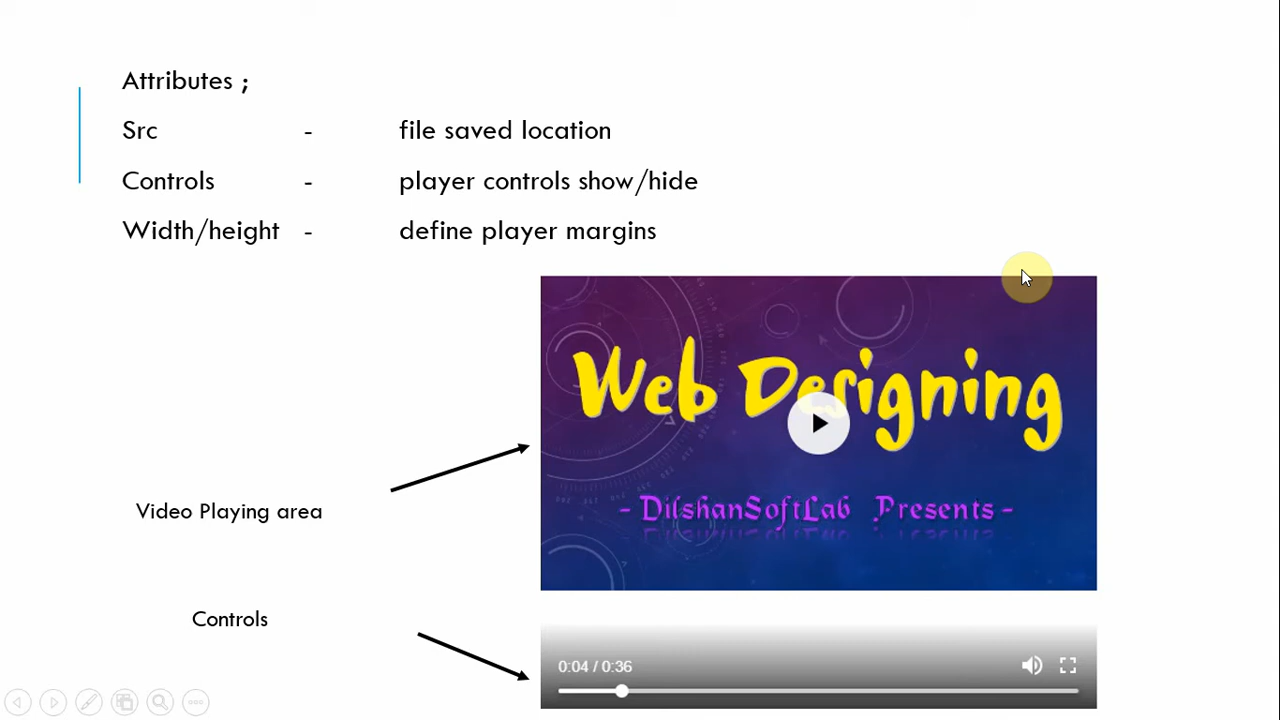 Attributes ;
Src - file saved location
Controls - player controls show/hide
Width/height - define player margins
Web Designing
- DilshanSoftLab Presents -
Video Playing area
Controls
0:04 / 0:36